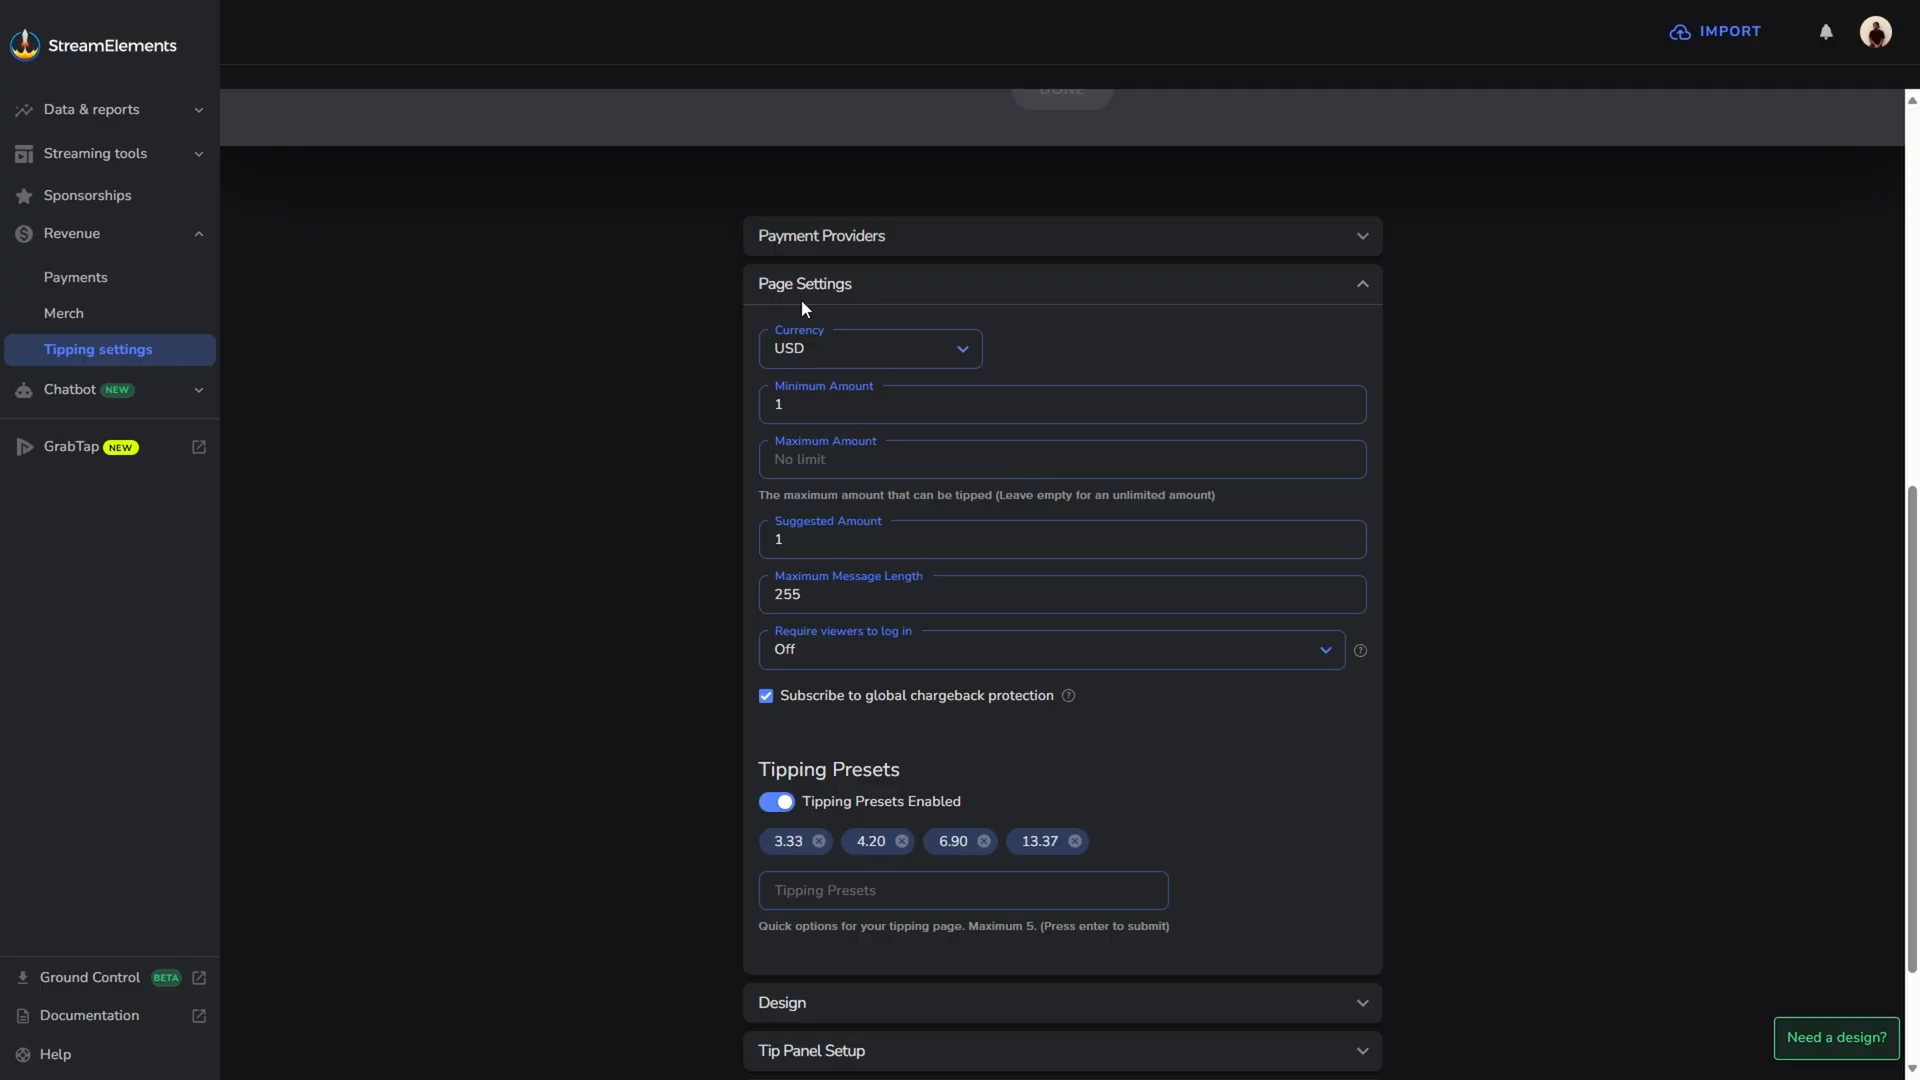 StreamElements
IMPORT
DONE
Data & reports
Streaming tools
Sponsorships
Revenue
Payments
Merch
Tipping settings
Chatbot NEW
GrabTap NEW
Payment Providers
Page Settings
Currency
USD
Minimum Amount
1
Maximum Amount
No limit
The maximum amount that can be tipped (Leave empty for an unlimited amount)
Suggested Amount
1
Maximum Message Length
255
Require viewers to log in
Off
Subscribe to global chargeback protection
Tipping Presets
Tipping Presets Enabled
3.33 4.20 6.90 13.37
Tipping Presets
Quick options for your tipping page. Maximum 5. (Press enter to submit)
Design
Tip Panel Setup
Ground Control BETA
Documentation
Help
Need a design?